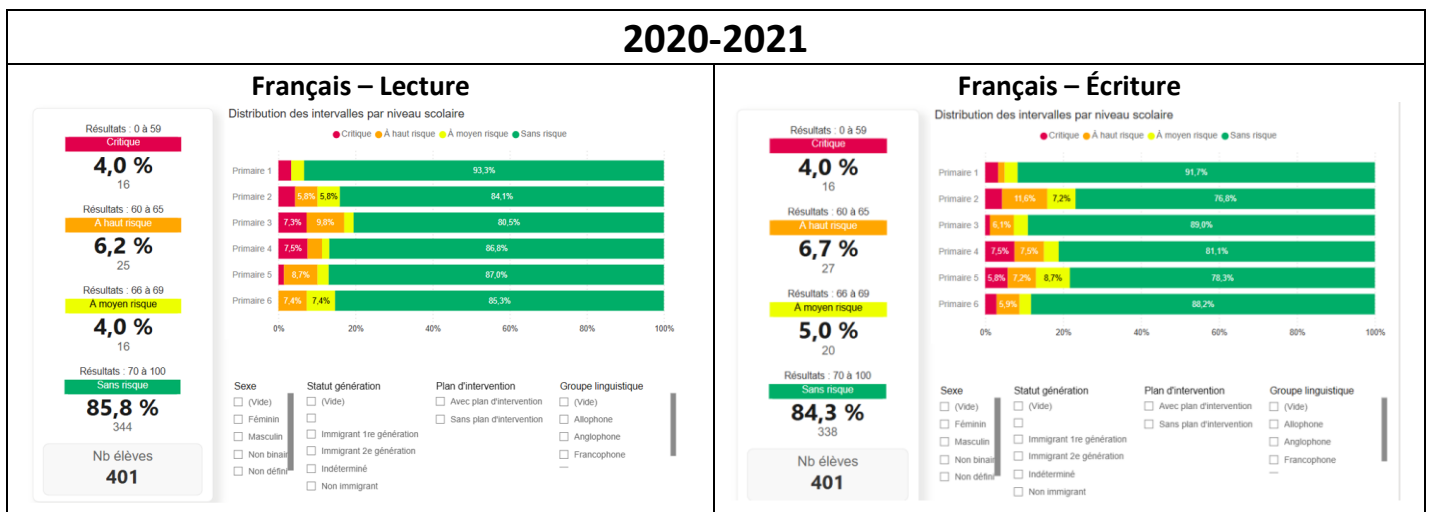 2020-2021
Français – Lecture
Résultats : 0 à 59
Critique
4,0 %
16
Résultats : 60 à 65
À haut risque
6,2 %
25
Résultats : 66 à 69
À moyen risque
4,0 %
16
Résultats : 70 à 100
Sans risque
85,8 %
344
Nb élèves
401
Distribution des intervalles par niveau scolaire
Critique À haut risque À moyen risque Sans risque
Primaire 1 93,3%
Primaire 2 5,8% 5,8% 84,1%
Primaire 3 7,3% 9,8% 80,5%
Primaire 4 7,5% 86,8%
Primaire 5 8,7% 87,0%
Primaire 6 7,4% 7,4% 85,3%
0% 20% 40% 60% 80% 100%
Sexe
(Vide)
Féminin
Masculin
Non binair
Non défini
Statut génération
(Vide)
Immigrant 1re génération
Immigrant 2e génération
Indéterminé
Non immigrant
Plan d'intervention
Avec plan d'intervention
Sans plan d'intervention
Groupe linguistique
(Vide)
Allophone
Anglophone
Francophone
Français – Écriture
Résultats : 0 à 59
Critique
4,0 %
16
Résultats : 60 à 65
À haut risque
6,7 %
27
Résultats : 66 à 69
À moyen risque
5,0 %
20
Résultats : 70 à 100
Sans risque
84,3 %
338
Nb élèves
401
Distribution des intervalles par niveau scolaire
Critique À haut risque À moyen risque Sans risque
Primaire 1 91,7%
Primaire 2 11,6% 7,2% 76,8%
Primaire 3 6,1% 89,0%
Primaire 4 7,5% 7,5% 81,1%
Primaire 5 5,8% 7,2% 8,7% 78,3%
Primaire 6 5,9% 88,2%
0% 20% 40% 60% 80% 100%
Sexe
(Vide)
Féminin
Masculin
Non binair
Non défini
Statut génération
(Vide)
Immigrant 1re génération
Immigrant 2e génération
Indéterminé
Non immigrant
Plan d'intervention
Avec plan d'intervention
Sans plan d'intervention
Groupe linguistique
(Vide)
Allophone
Anglophone
Francophone